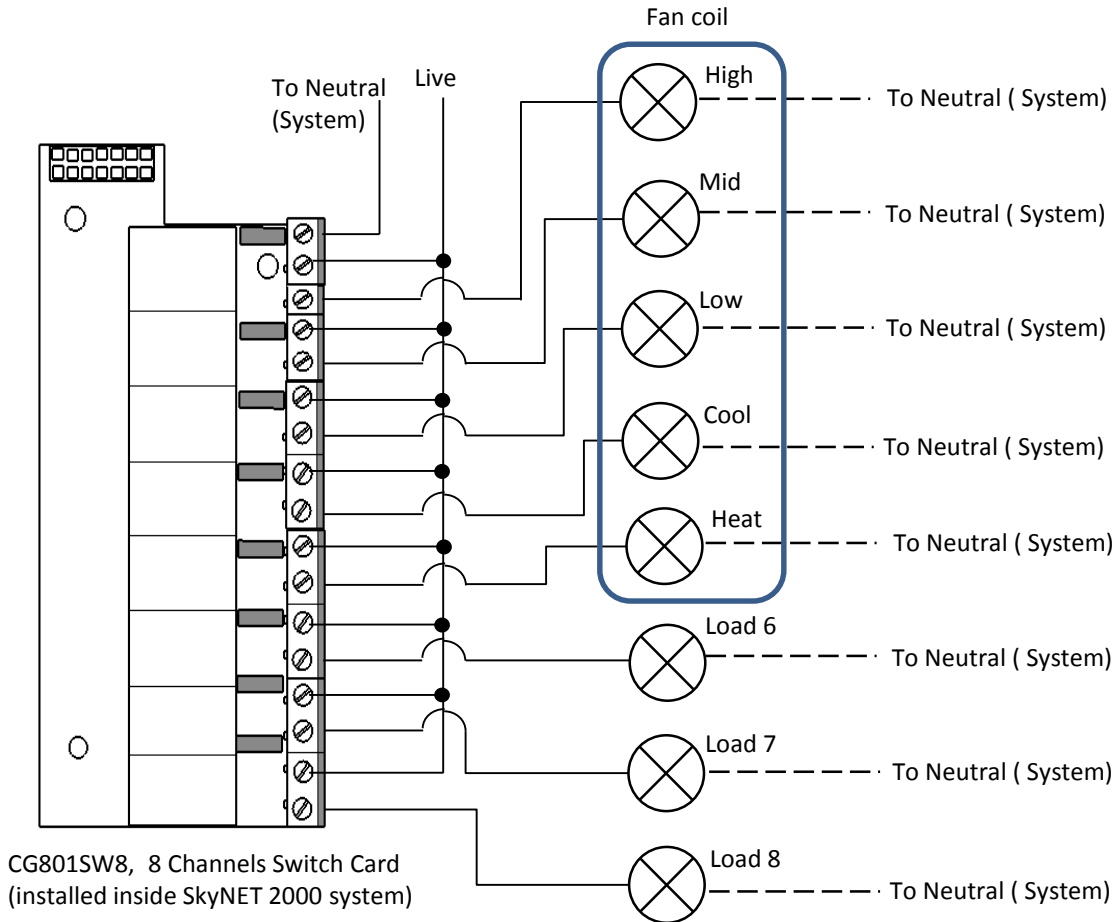 Fan coil
To Neutral
(System)
Live
High
To Neutral ( System)
Mid
To Neutral ( System)
Low
To Neutral ( System)
Cool
To Neutral ( System)
Heat
To Neutral ( System)
Load 6
To Neutral ( System)
Load 7
To Neutral ( System)
Load 8
To Neutral ( System)
CG801SW8,  8 Channels Switch Card
(installed inside SkyNET 2000 system)